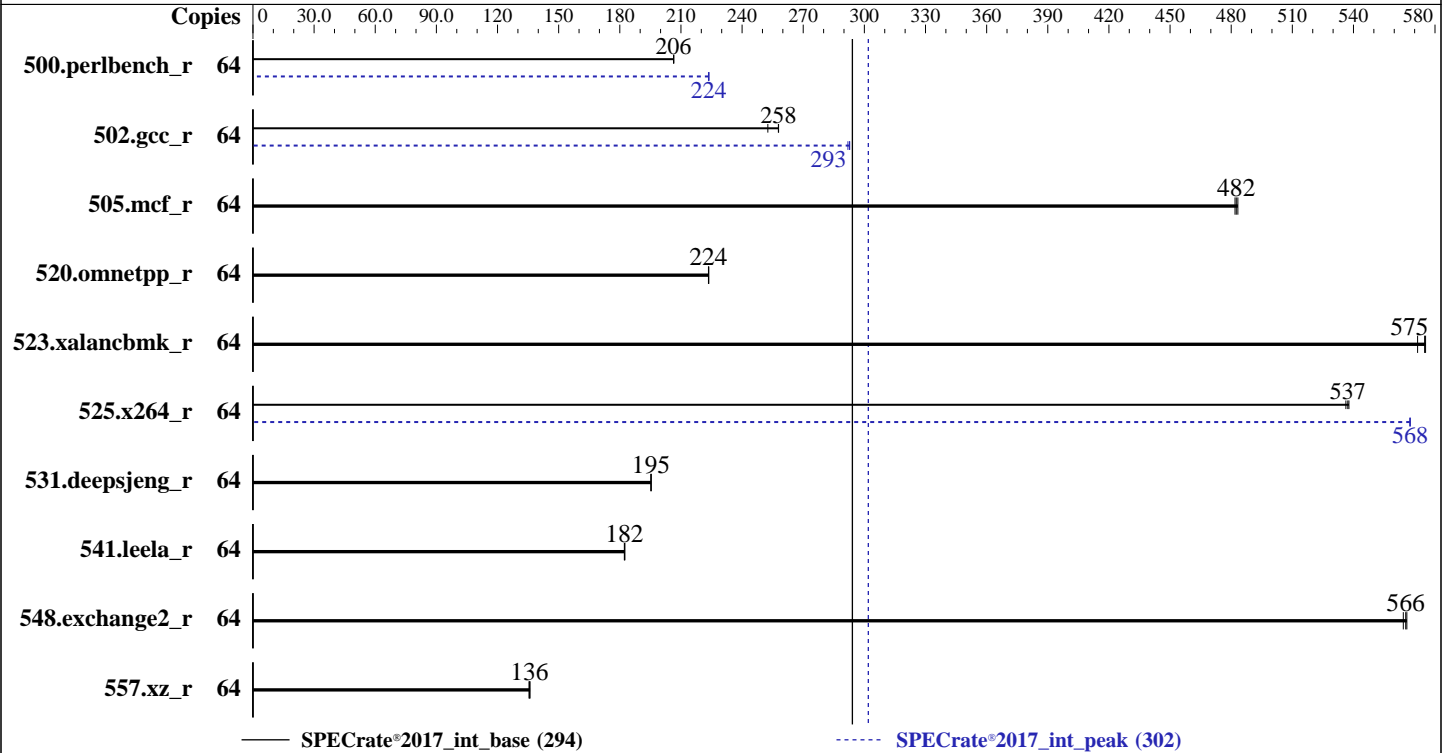 Copies 0 30.0 60.0 90.0 120 150 180 210 240 270 300 330 360 390 420 450 480 510 540 580
500.perlbench_r 64 206
224
502.gcc_r 64 258
293
505.mcf_r 64 482
520.omnetpp_r 64 224
523.xalancbmk_r 64 575
525.x264_r 64 537
568
531.deepsjeng_r 64 195
541.leela_r 64 182
548.exchange2_r 64 566
557.xz_r 64 136
SPECrate®2017_int_base (294) SPECrate®2017_int_peak (302)